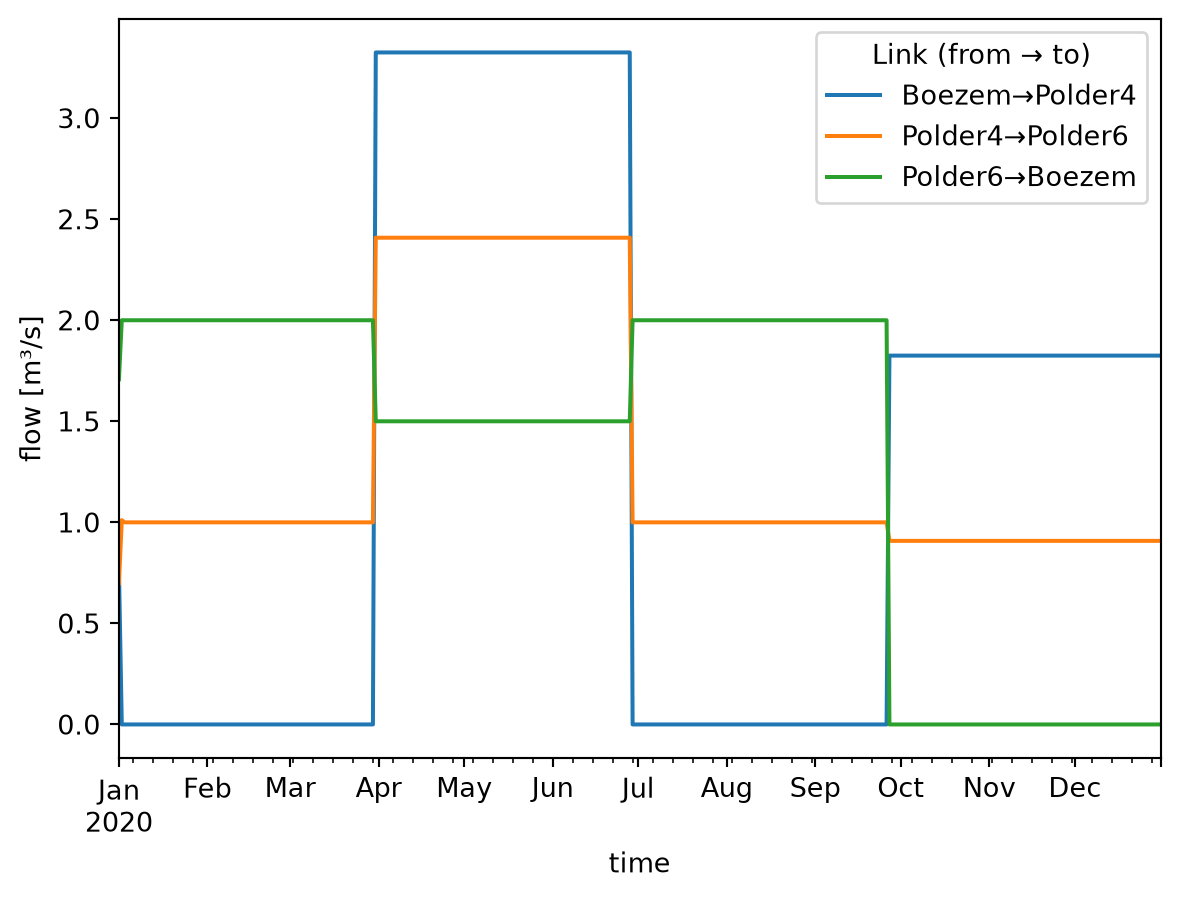 Link (from → to)
Boezem→Polder4
Polder4→Polder6
Polder6→Boezem
flow [m³/s]
3.0
2.5
2.0
1.5
1.0
0.5
0.0
Jan Feb Mar Apr May Jun Jul Aug Sep Oct Nov Dec
2020
time